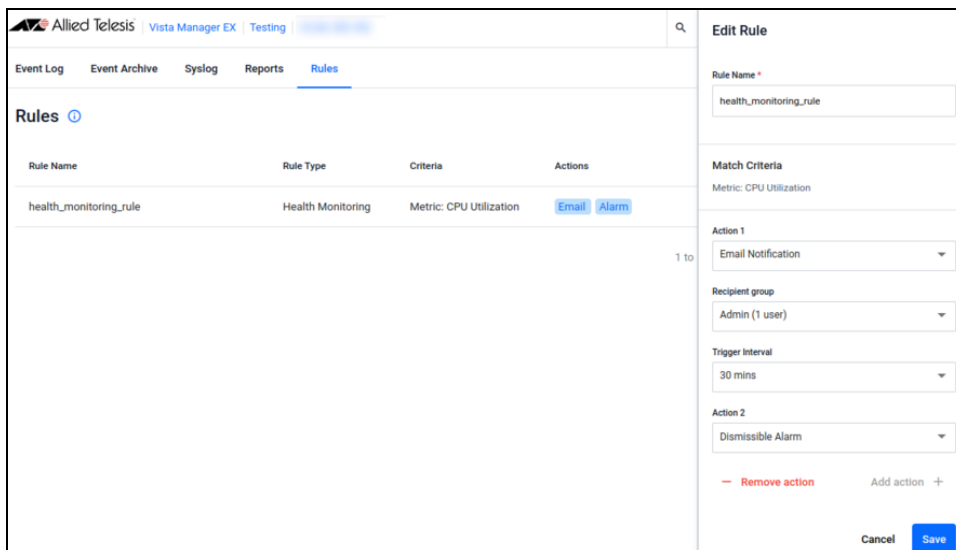 Allied Telesis Vista Manager EX Testing
Event Log Event Archive Syslog Reports Rules
Rules
Rule Name Rule Type Criteria Actions
health_monitoring_rule Health Monitoring Metric: CPU Utilization Email Alarm
1 to
Edit Rule
Rule Name *
health_monitoring_rule
Match Criteria
Metric: CPU Utilization
Action 1
Email Notification
Recipient group
Admin (1 user)
Trigger Interval
30 mins
Action 2
Dismissible Alarm
− Remove action Add action +
Cancel Save